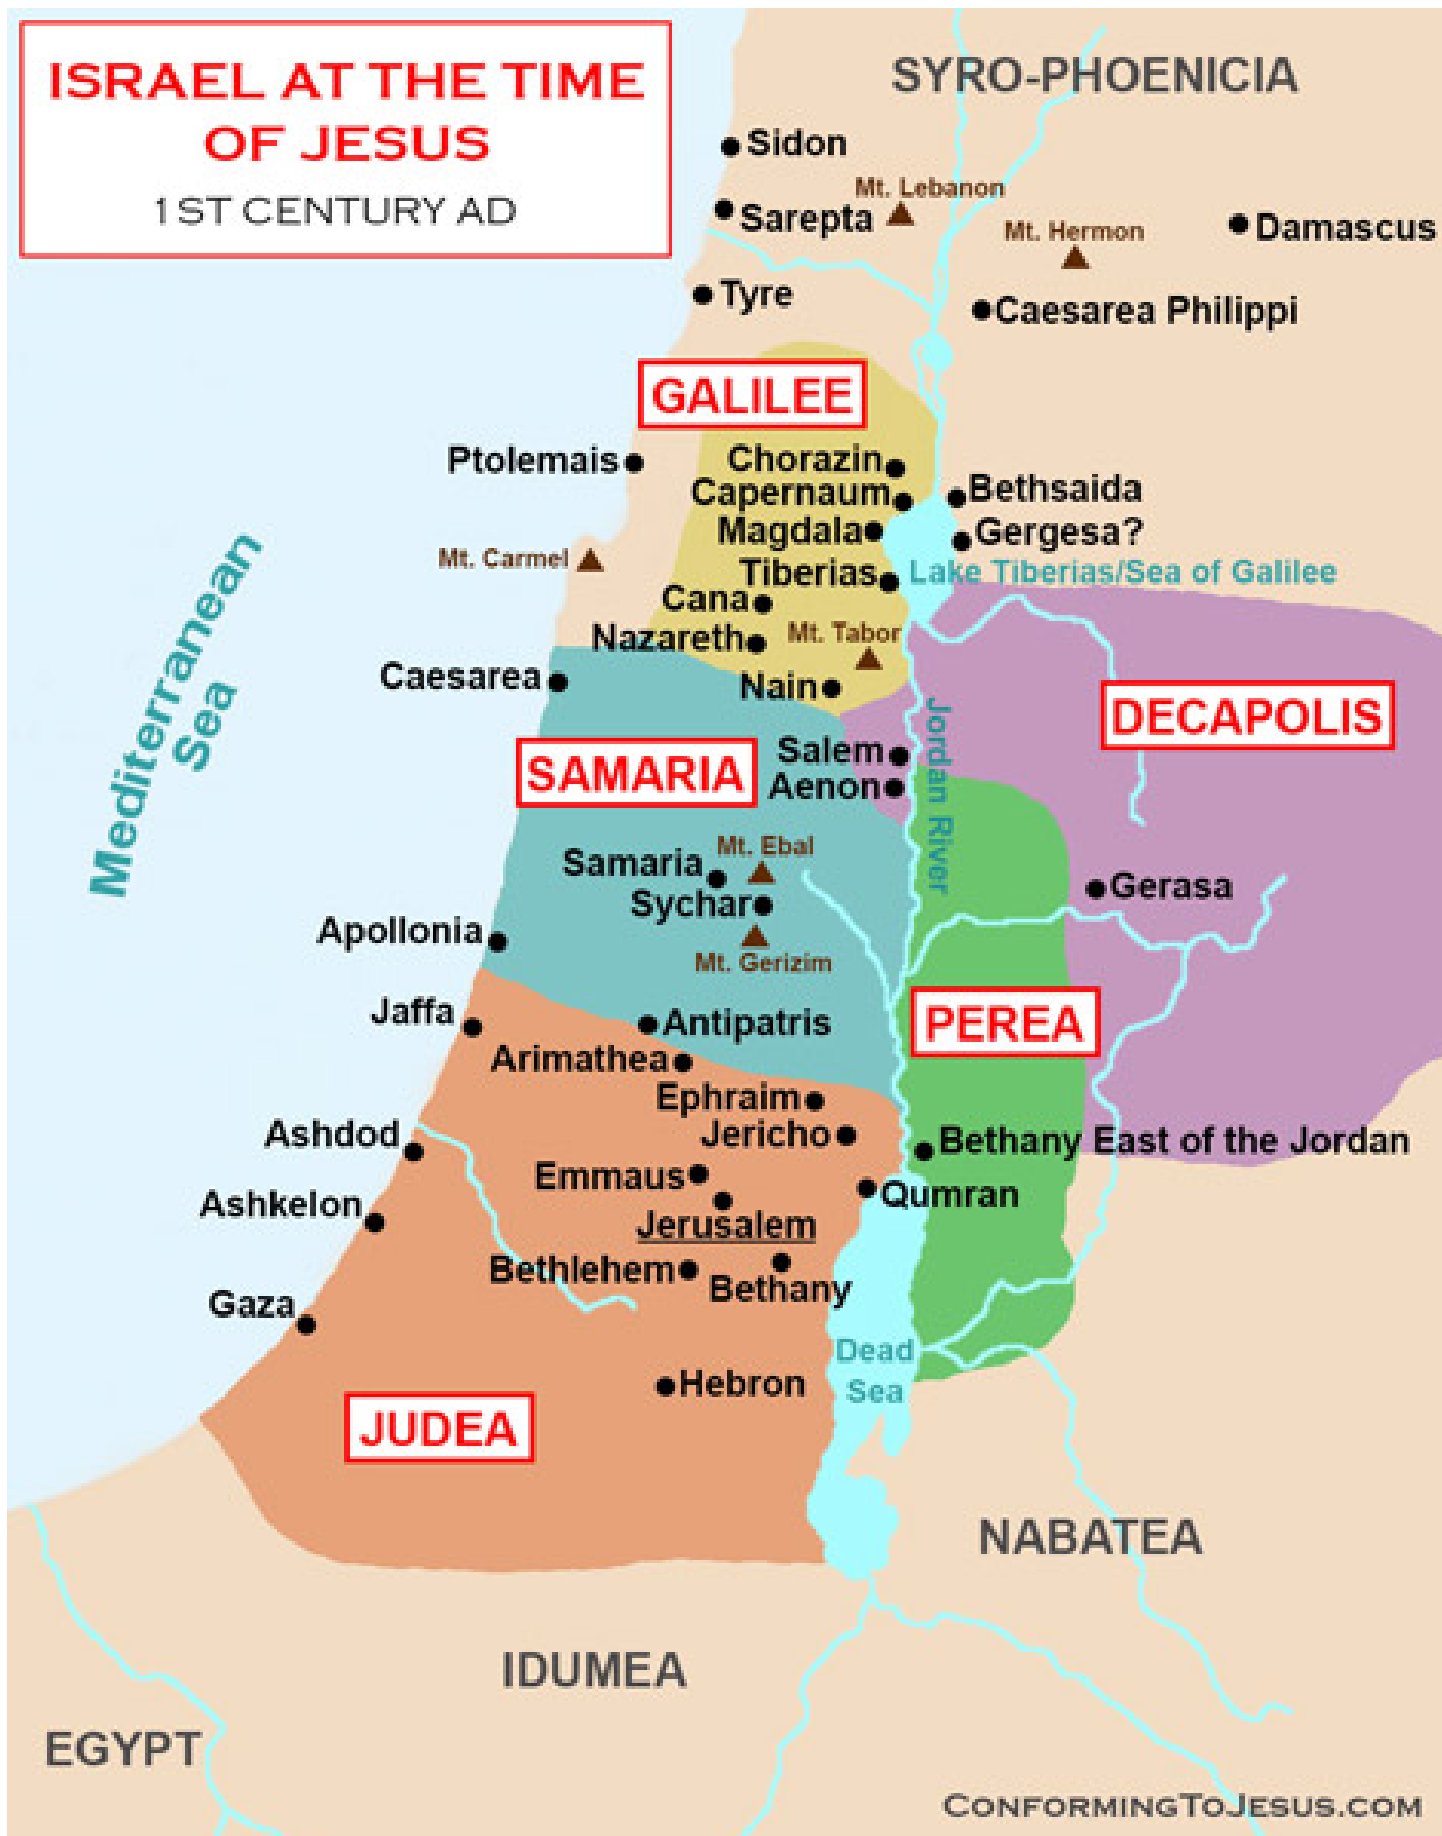 ISRAEL AT THE TIME
OF JESUS
1ST CENTURY AD
SYRO-PHOENICIA
Sidon
Mt. Lebanon
Sarepta
Mt. Hermon
Damascus
Tyre
Caesarea Philippi
GALILEE
Ptolemais
Chorazin
Capernaum
Bethsaida
Magdala
Gergesa?
Mt. Carmel
Tiberias
Lake Tiberias/Sea of Galilee
Cana
Nazareth
Mt. Tabor
Caesarea
Nain
Mediterranean
Sea
Jordan River
DECAPOLIS
SAMARIA
Salem
Aenon
Mt. Ebal
Samaria
Sychar
Gerasa
Apollonia
Mt. Gerizim
Jaffa
Antipatris
PEREA
Arimathea
Ephraim
Ashdod
Jericho
Bethany East of the Jordan
Emmaus
Qumran
Ashkelon
Jerusalem
Bethlehem
Bethany
Gaza
Dead
Sea
Hebron
JUDEA
NABATEA
IDUMEA
EGYPT
CONFORMINGTOJESUS.COM